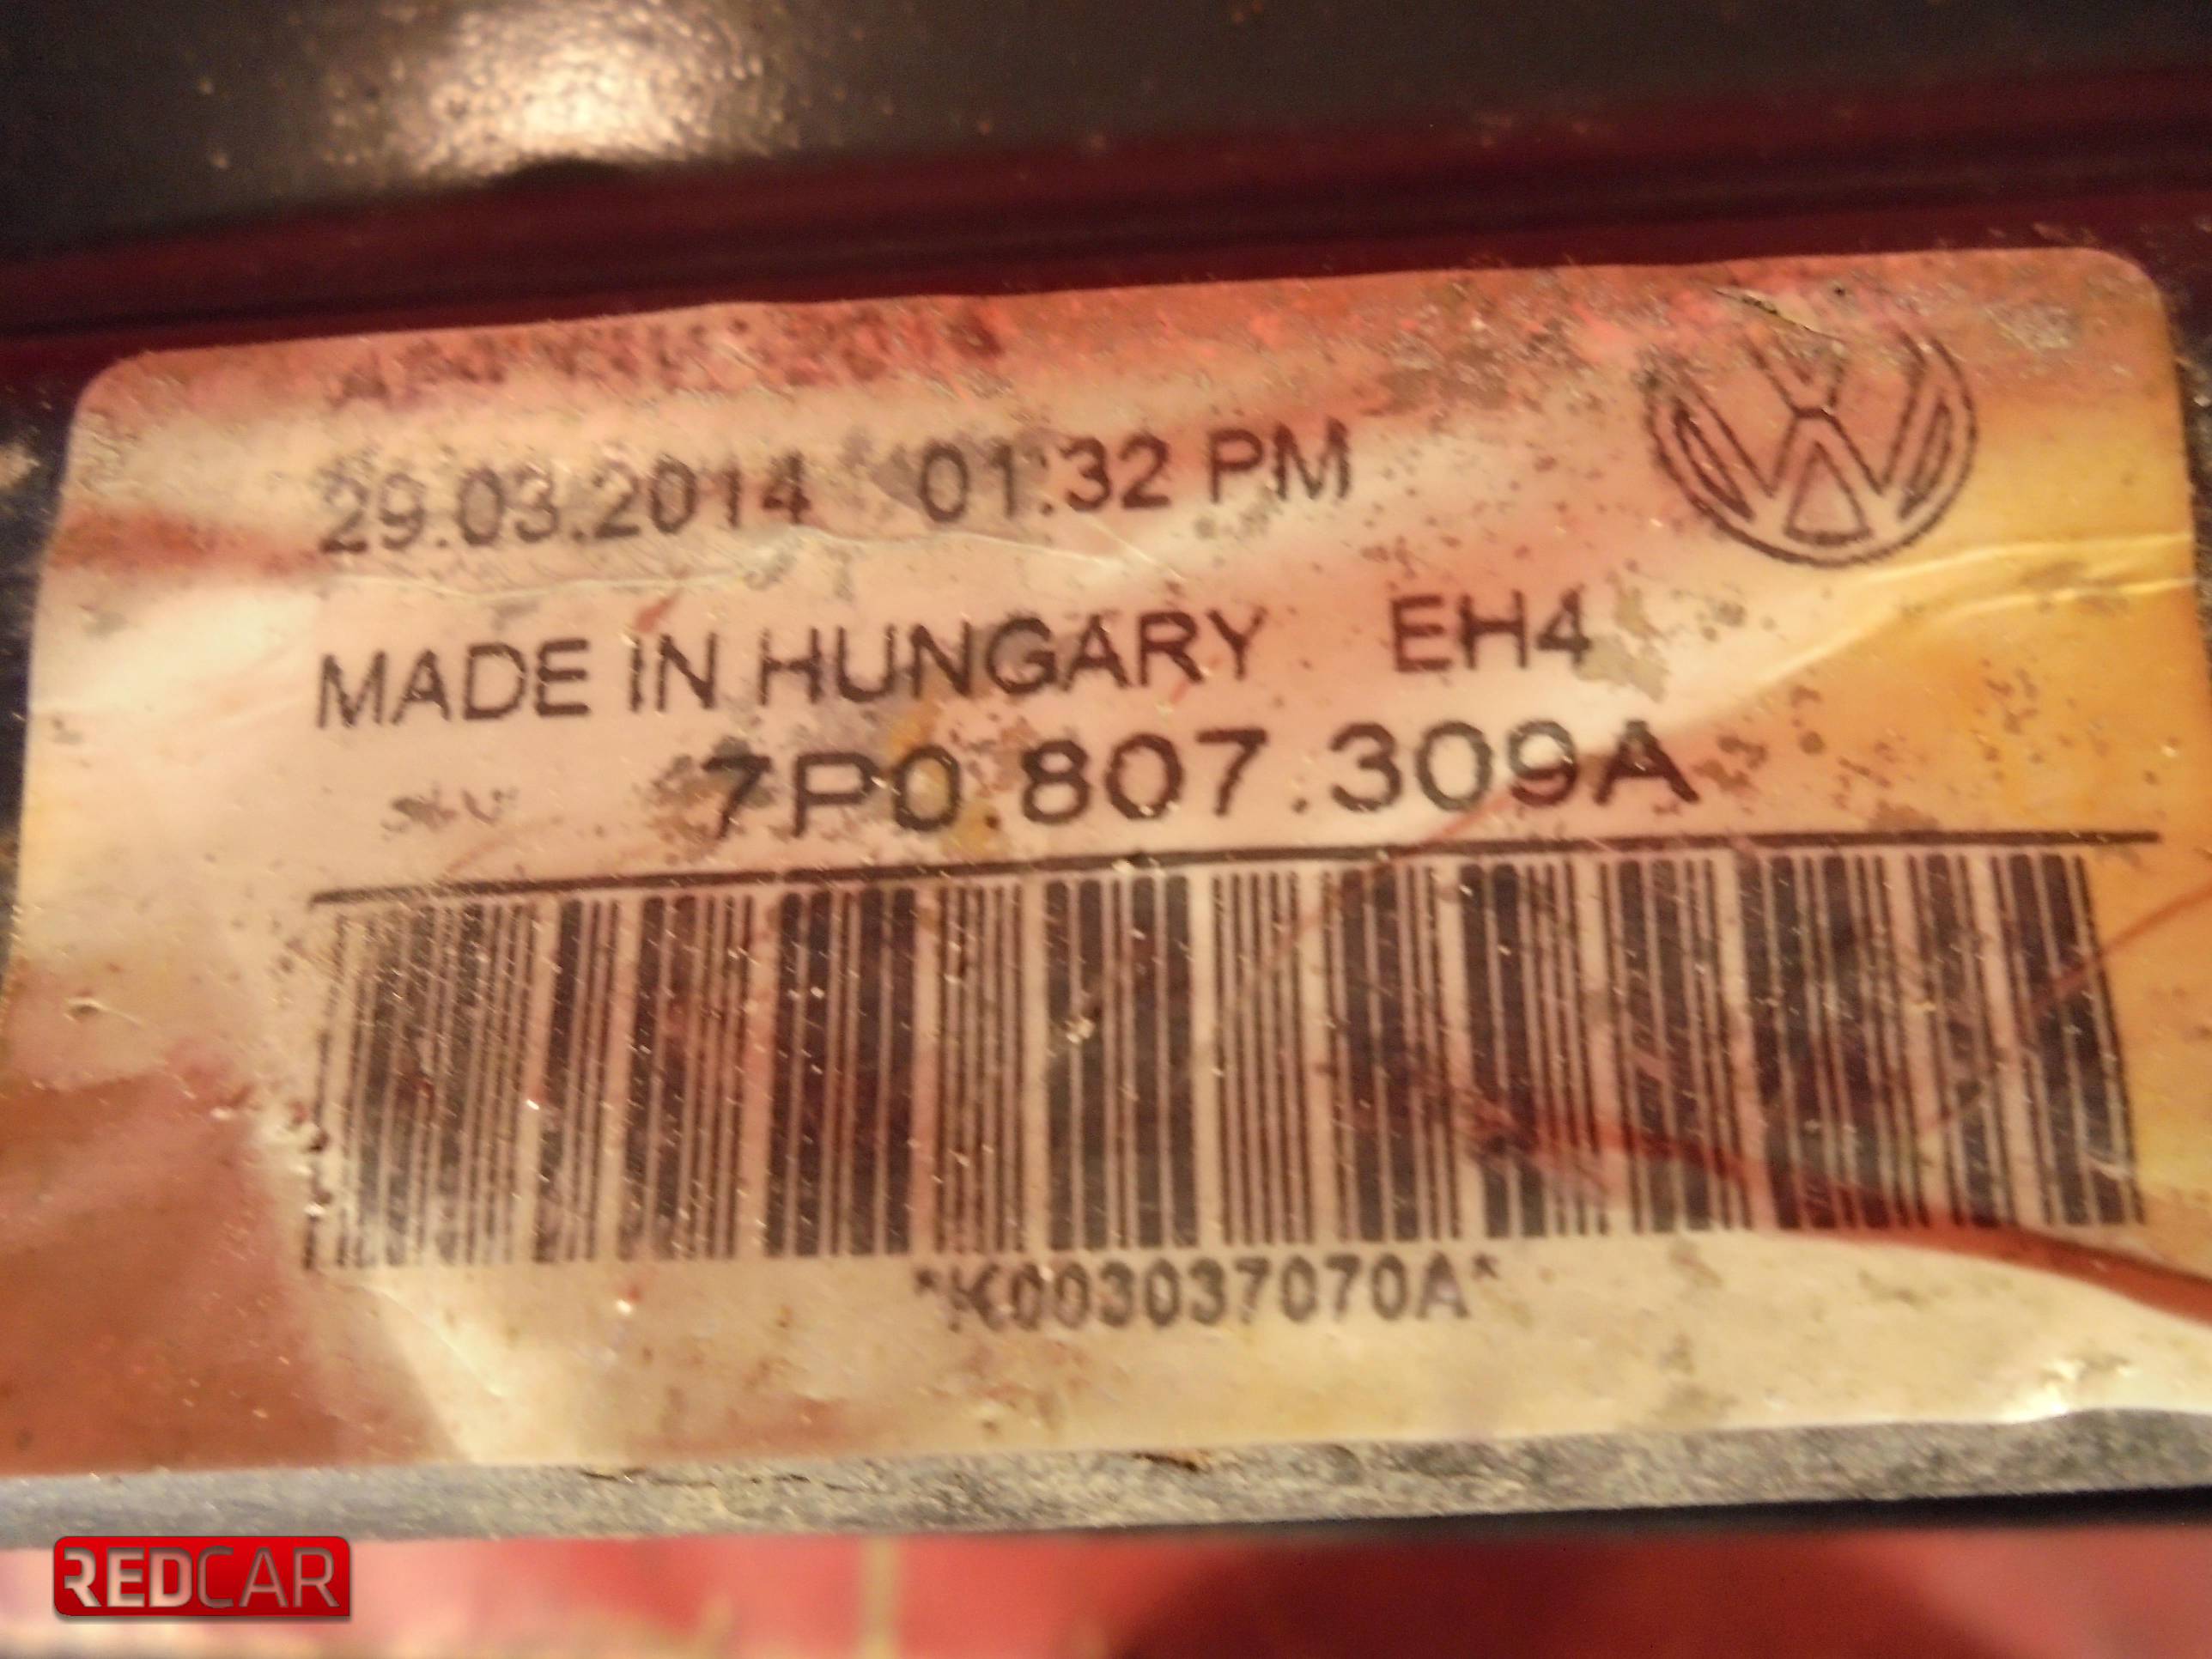 29.03.2014 01:32 PM
MADE IN HUNGARY EH4
7P0.807.309A
*K003037070A*
REDCAR